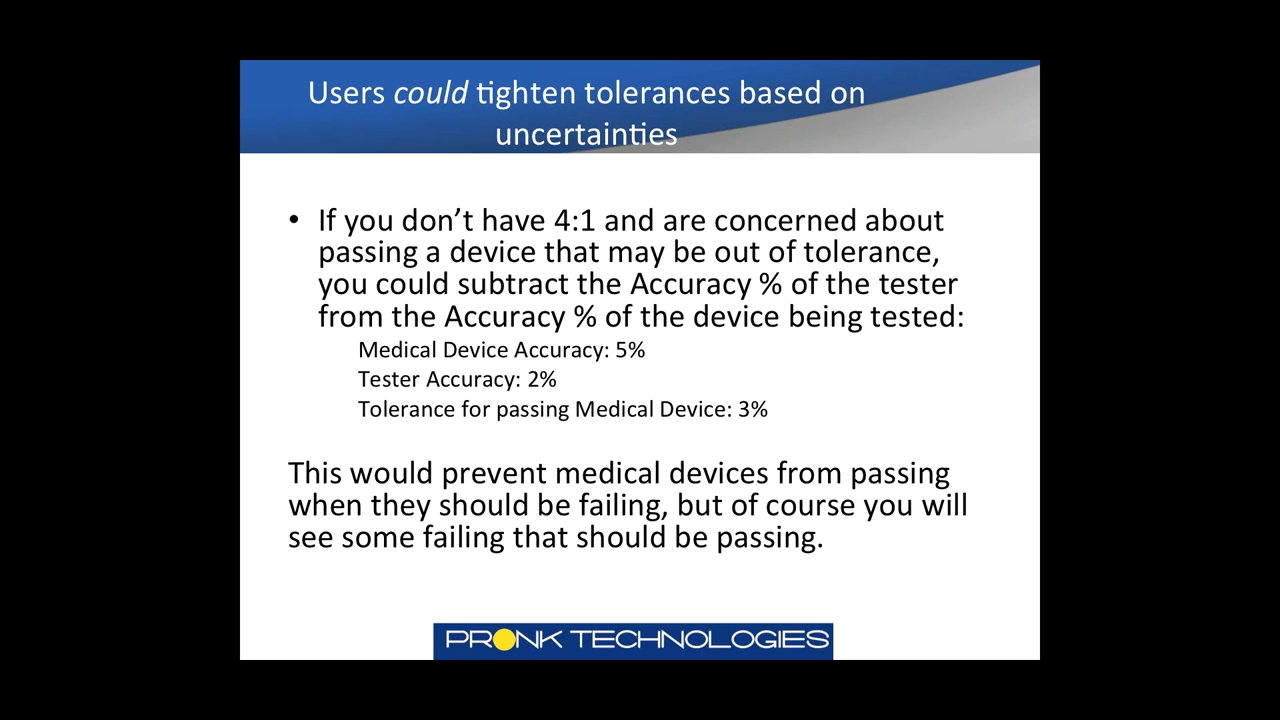 Users could tighten tolerances based on
uncertainties
• If you don’t have 4:1 and are concerned about
passing a device that may be out of tolerance,
you could subtract the Accuracy % of the tester
from the Accuracy % of the device being tested:
Medical Device Accuracy: 5%
Tester Accuracy: 2%
Tolerance for passing Medical Device: 3%
This would prevent medical devices from passing
when they should be failing, but of course you will
see some failing that should be passing.
PRONK TECHNOLOGIES